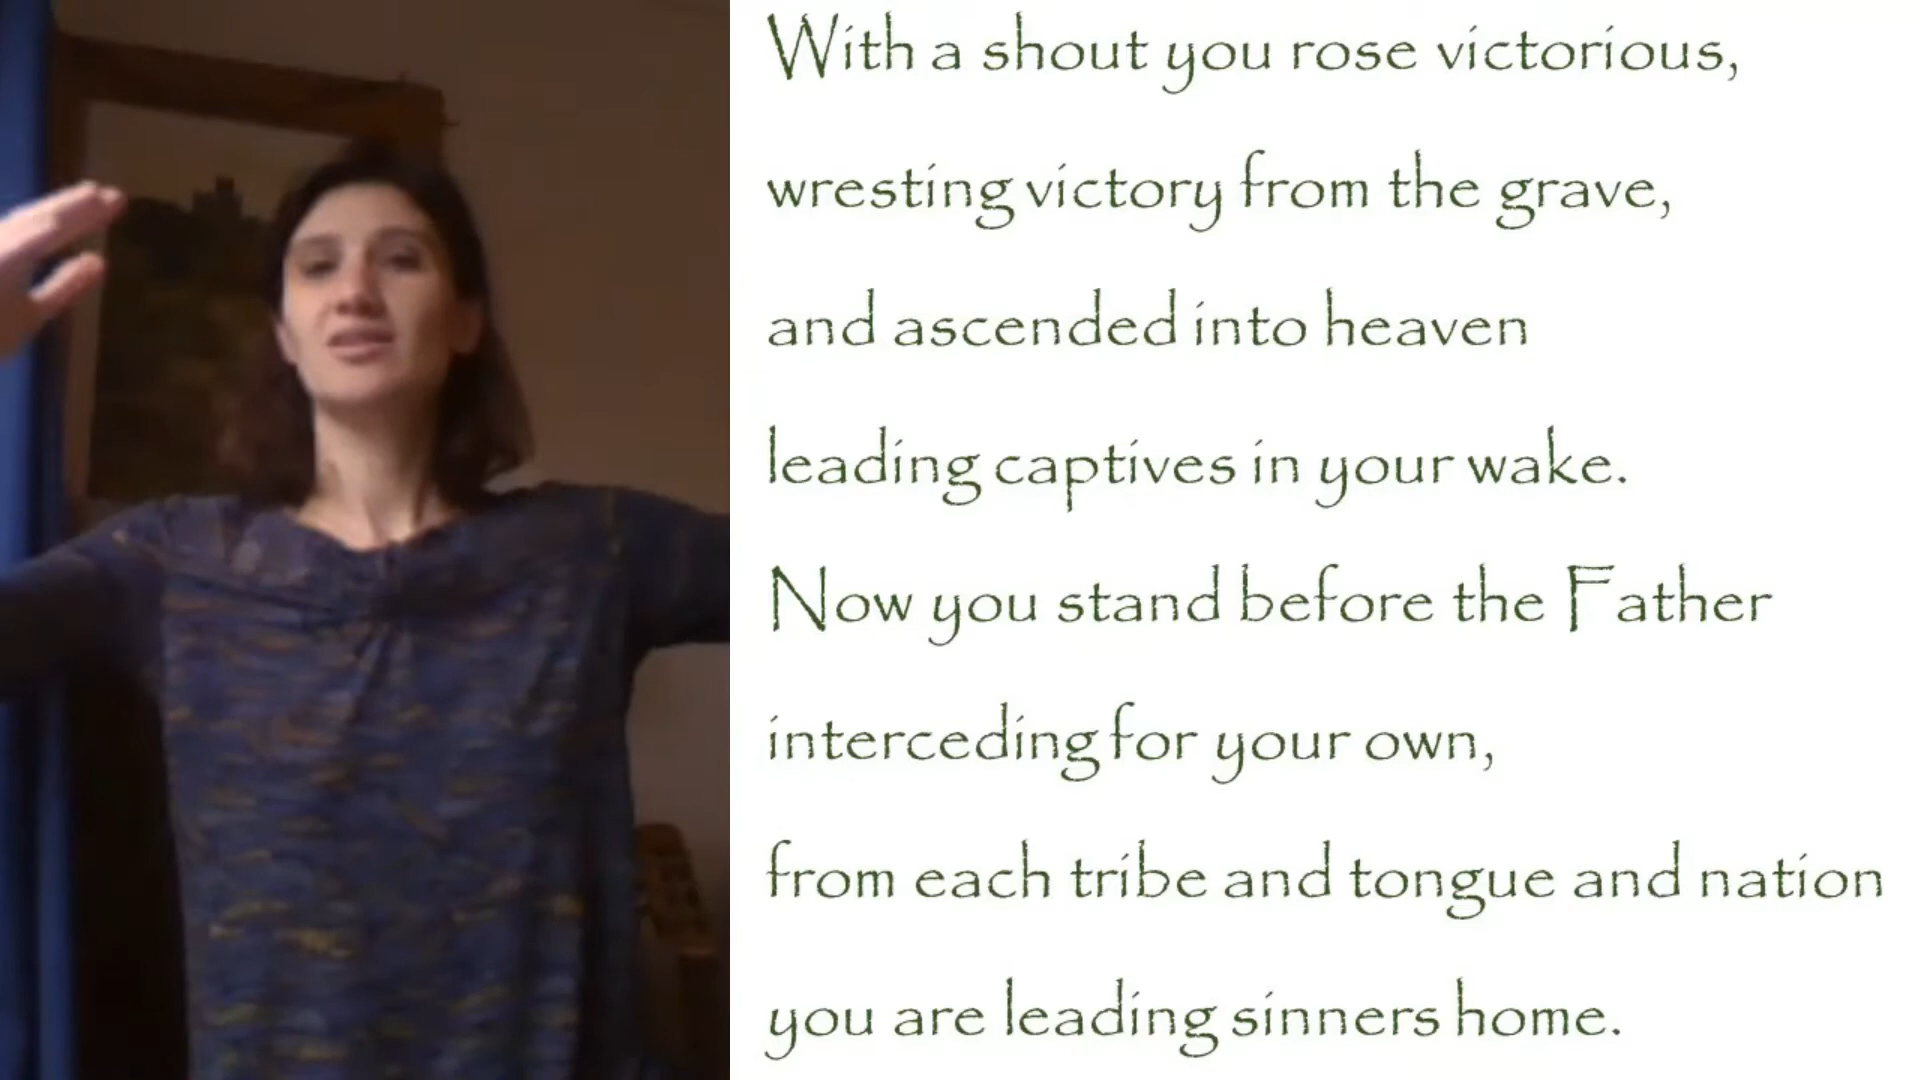 With a shout you rose victorious,
wresting victory from the grave,
and ascended into heaven
leading captives in your wake.
Now you stand before the Father
interceding for your own,
from each tribe and tongue and nation
you are leading sinners home.